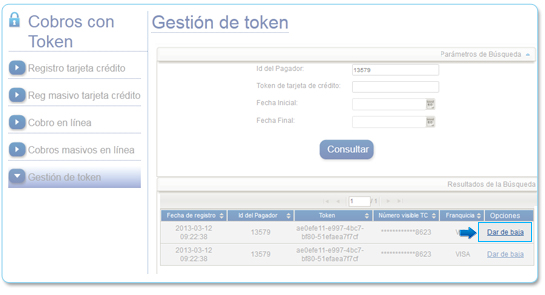 Cobros con
Token
Registro tarjeta crédito
Reg masivo tarjeta crédito
Cobro en línea
Cobros masivos en línea
Gestión de token
Gestión de token
Parámetros de Búsqueda
Id del Pagador: 13579
Token de tarjeta de crédito:
Fecha Inicial:
Fecha Final:
Consultar
Resultados de la Búsqueda
1 / 1
Fecha de registro Id del Pagador Token Número visible TC Franquicia Opciones
2013-03-12 09:22:38 13579 ae0efe11-e997-4bc7-bf80-51efaea7f7cf ************8623 Dar de baja
2013-03-12 09:22:38 13579 ae0efe11-e997-4bc7-bf80-51efaea7f7cf ************8623 VISA Dar de baja